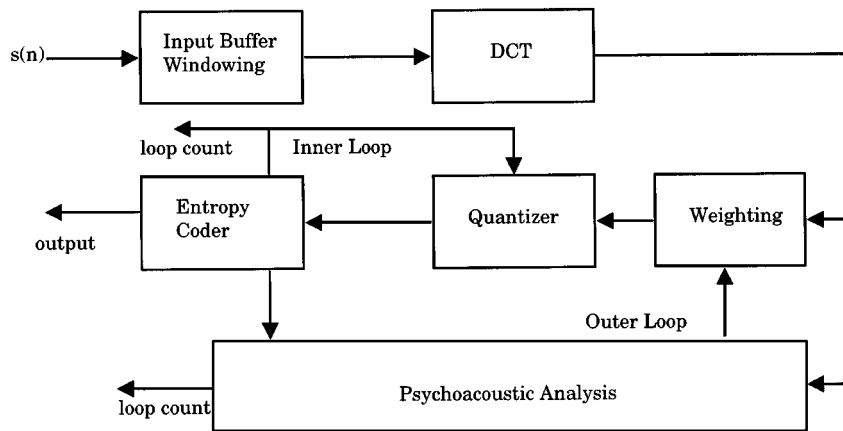 s(n)
Input Buffer
Windowing
DCT
loop count
Inner Loop
Entropy
Coder
Quantizer
Weighting
output
Outer Loop
Psychoacoustic Analysis
loop count